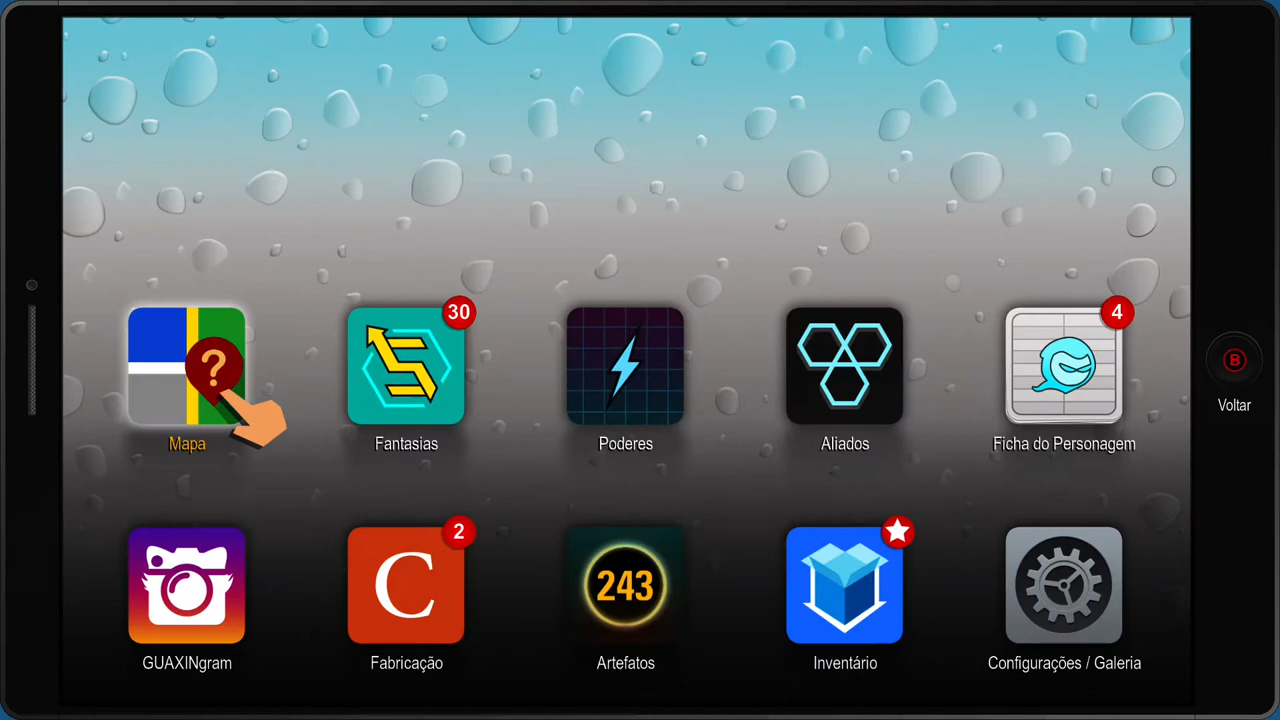 30
4
?
B
Voltar
Mapa
Fantasias
Poderes
Aliados
Ficha do Personagem
2
C
243
GUAXINgram
Fabricação
Artefatos
Inventário
Configurações / Galeria